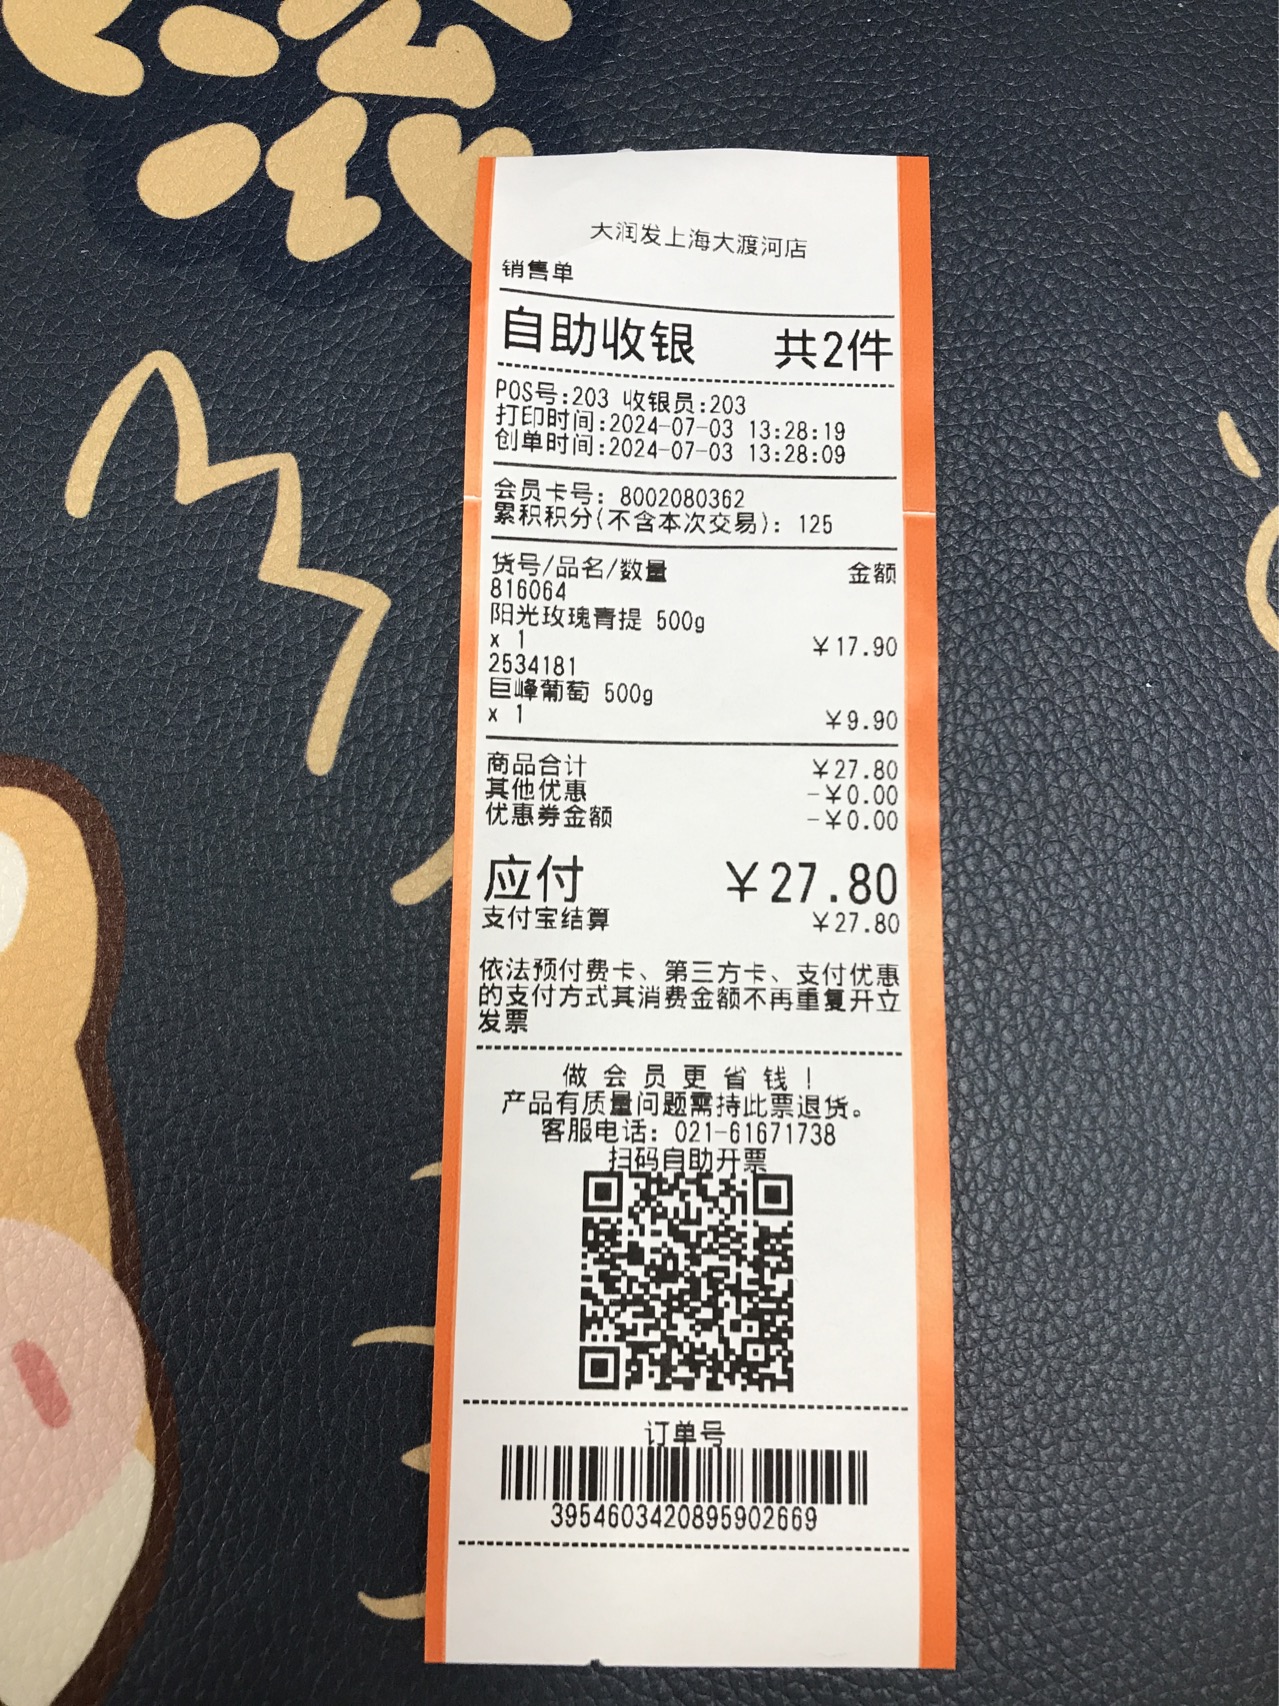 大润发上海大渡河店
销售单
自助收银 共2件
POS号:203 收银员:203
打印时间:2024-07-03 13:28:19
创单时间:2024-07-03 13:28:09
会员卡号: 8002080362
累积积分(不含本次交易): 125
货号/品名/数量 金额
816064
阳光玫瑰青提 500g
x 1 ￥17.90
2534181
巨峰葡萄 500g
x 1 ￥9.90
商品合计 ￥27.80
其他优惠 -￥0.00
优惠券金额 -￥0.00
应付 ￥27.80
支付宝结算 ￥27.80
依法预付费卡、第三方卡、支付优惠
的支付方式其消费金额不再重复开立
发票
做会员更省钱！
产品有质量问题需持此票退货。
客服电话: 021-61671738
扫码自助开票
订单号
3954603420895902669